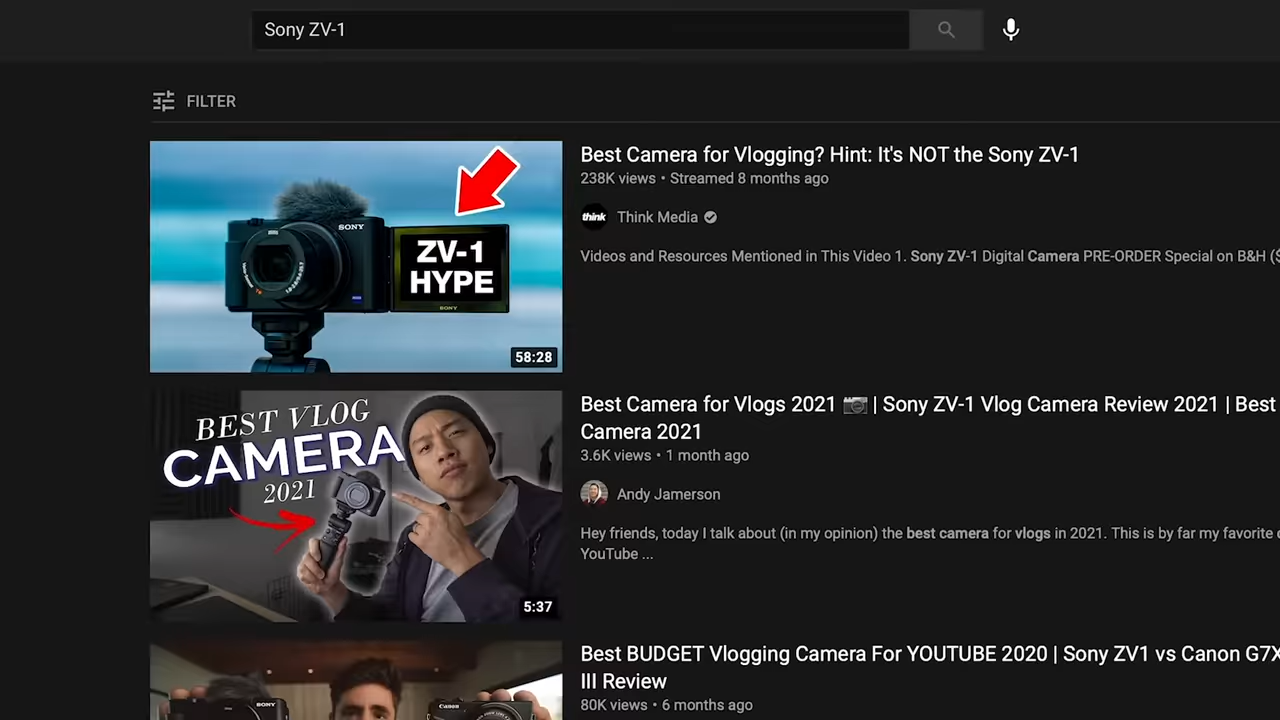 Sony ZV-1
FILTER
SONY
ZV-1
HYPE
SONY
58:28
Best Camera for Vlogging? Hint: It's NOT the Sony ZV-1
238K views • Streamed 8 months ago
think
Think Media
Videos and Resources Mentioned in This Video 1. Sony ZV-1 Digital Camera PRE-ORDER Special on B&H ($
BEST VLOG
CAMERA
2021
5:37
Best Camera for Vlogs 2021 📷 | Sony ZV-1 Vlog Camera Review 2021 | Best
Camera 2021
3.6K views • 1 month ago
Andy Jamerson
Hey friends, today I talk about (in my opinion) the best camera for vlogs in 2021. This is by far my favorite
YouTube ...
SONY
Canon
Best BUDGET Vlogging Camera For YOUTUBE 2020 | Sony ZV1 vs Canon G7X
III Review
80K views • 6 months ago